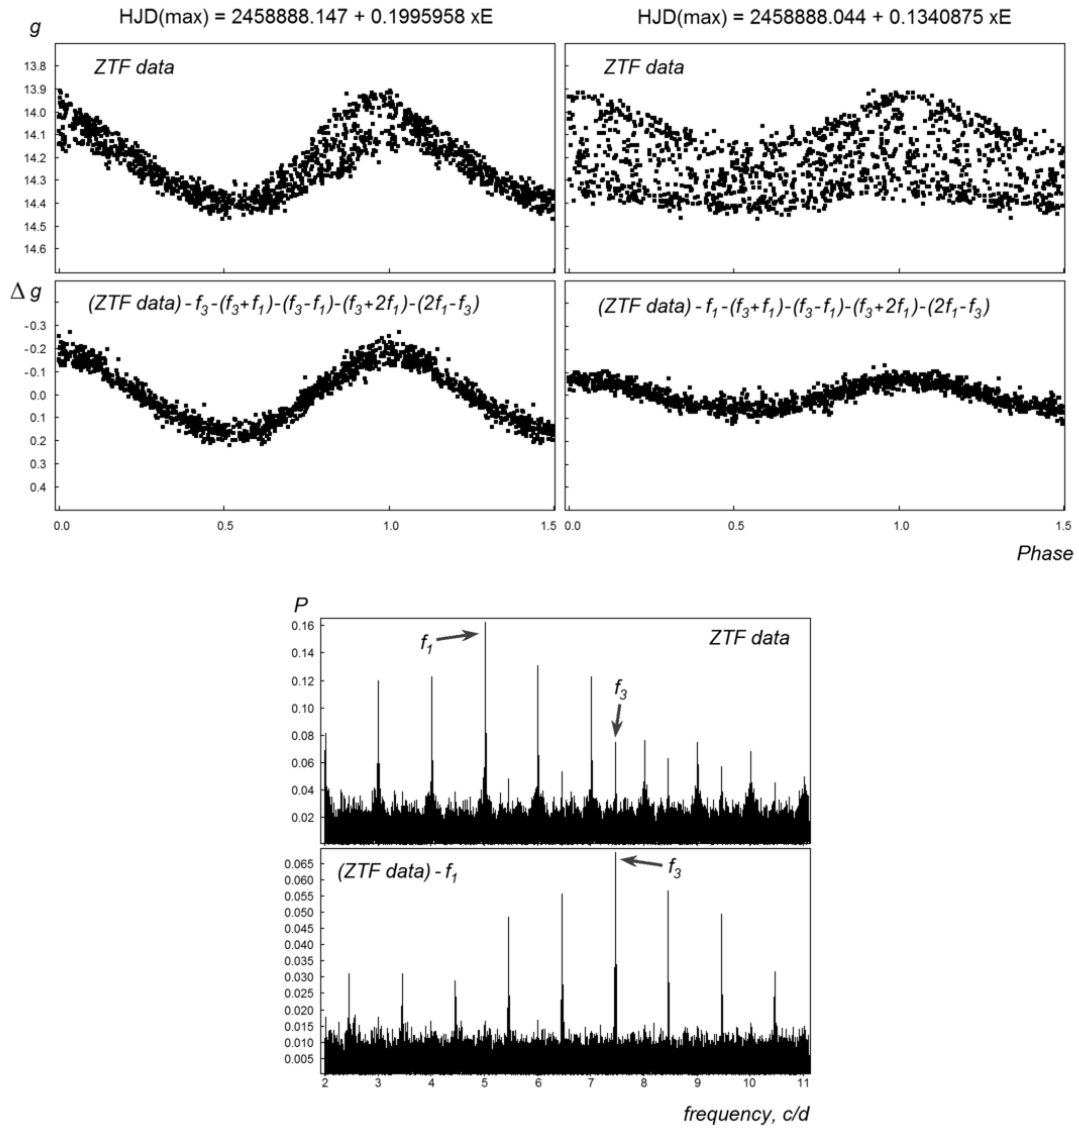 HJD(max) = 2458888.147 + 0.1995958 xE
HJD(max) = 2458888.044 + 0.1340875 xE
g
ZTF data
ZTF data
13.8
13.9
14.0
14.1
14.2
14.3
14.4
14.5
14.6
Δ g
(ZTF data) - f3-(f3+f1)-(f3-f1)-(f3+2f1)-(2f1-f3)
(ZTF data) - f1-(f3+f1)-(f3-f1)-(f3+2f1)-(2f1-f3)
-0.3
-0.2
-0.1
0.0
0.1
0.2
0.3
0.4
0.0 0.5 1.0 1.5
0.0 0.5 1.0 1.5
Phase
P
ZTF data
f1
f3
0.16
0.14
0.12
0.10
0.08
0.06
0.04
0.02
(ZTF data) - f1
f3
0.065
0.060
0.055
0.050
0.045
0.040
0.035
0.030
0.025
0.020
0.015
0.010
0.005
2 3 4 5 6 7 8 9 10 11
frequency, c/d